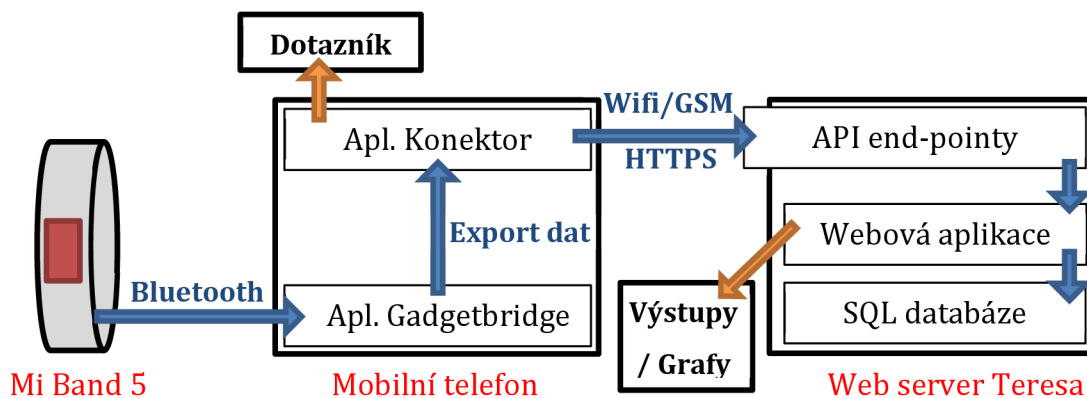 Dotazník
Wifi/GSM
Apl. Konektor
API end-pointy
HTTPS
Export dat
Webová aplikace
Bluetooth
Apl. Gadgetbridge
Výstupy
/ Grafy
SQL databáze
Mi Band 5
Mobilní telefon
Web server Teresa